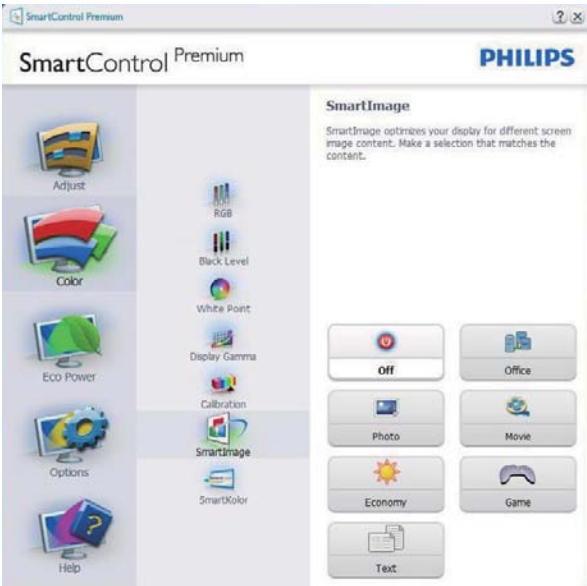 SmartControl Premium
? x
SmartControl Premium
PHILIPS
Adjust
Color
Eco Power
Options
?
Help
RGB
Black Level
White Point
Display Gamma
Calibration
SmartImage
SmartKolor
SmartImage
SmartImage optimizes your display for different screen
image content. Make a selection that matches the
content.
Off
Office
Photo
Movie
Economy
Game
Text